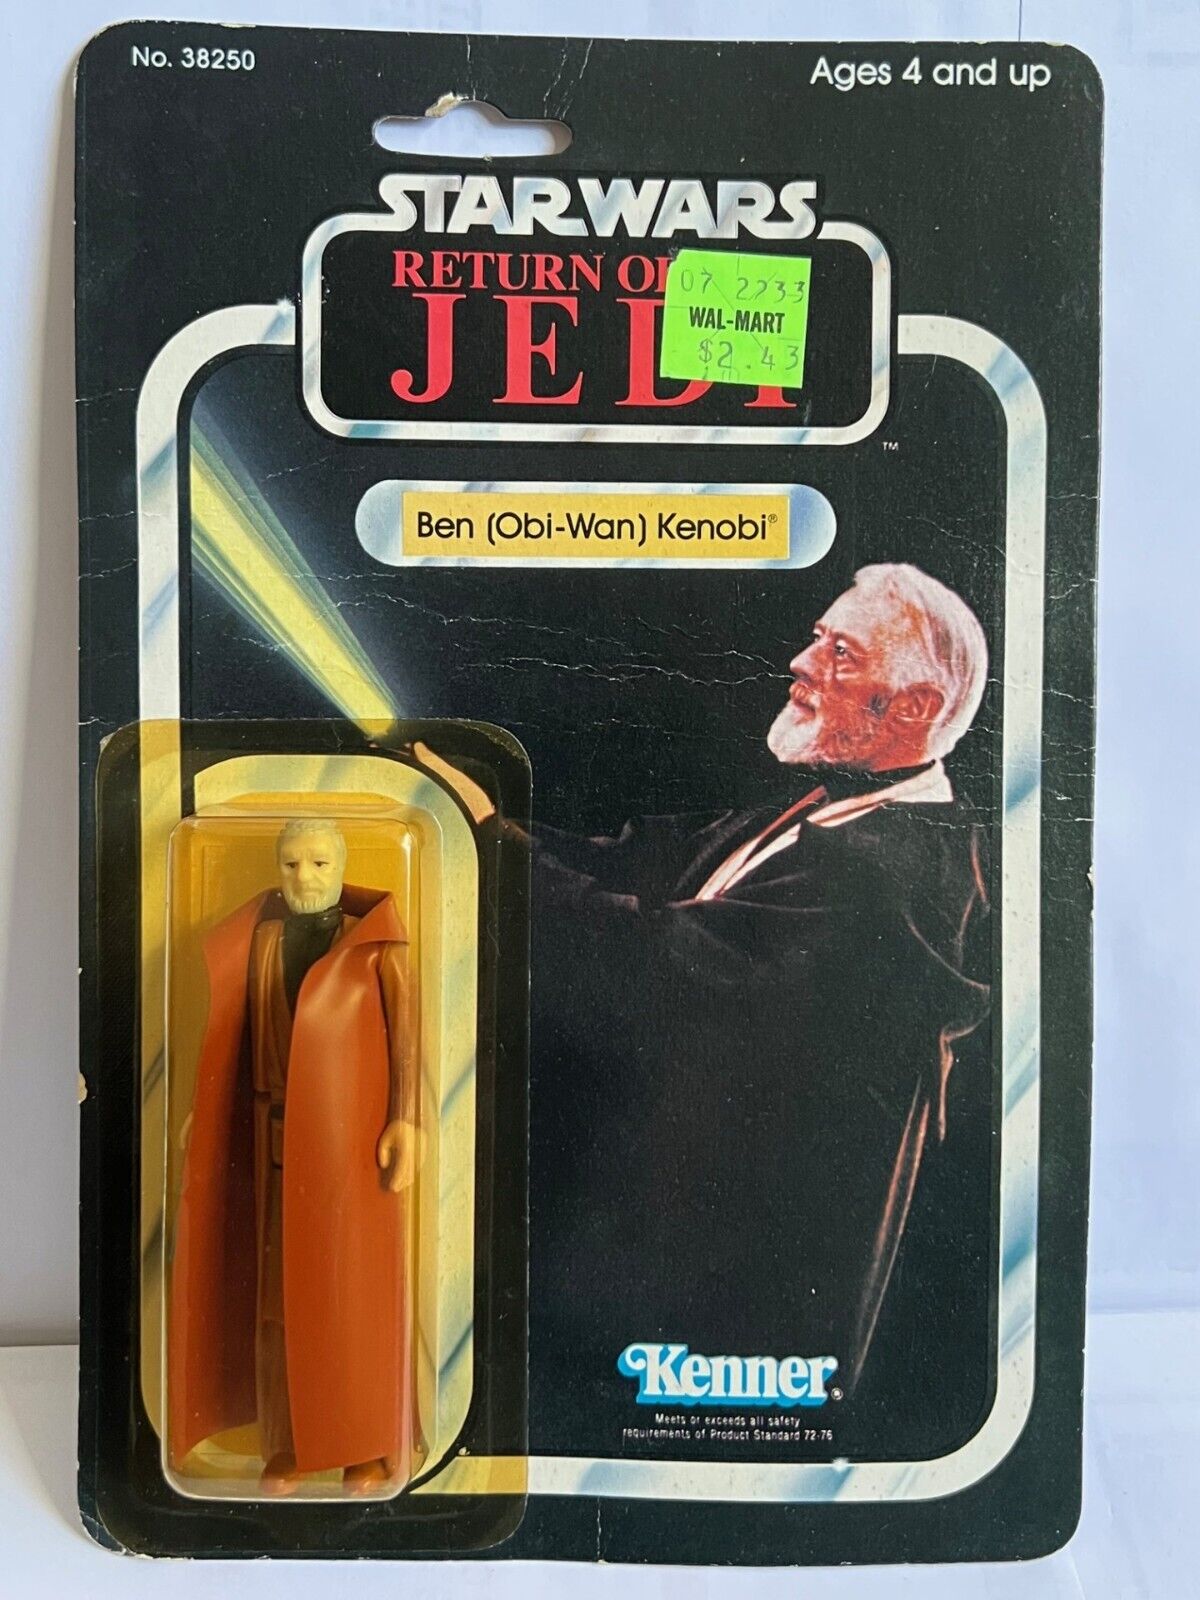 No. 38250
Ages 4 and up
STAR WARS
RETURN OF
JEDI
TM
07 2233
WAL-MART
$2.43
Ben (Obi-Wan) Kenobi®
Kenner®
Meets or exceeds all safety
requirements of Product Standard 72-76